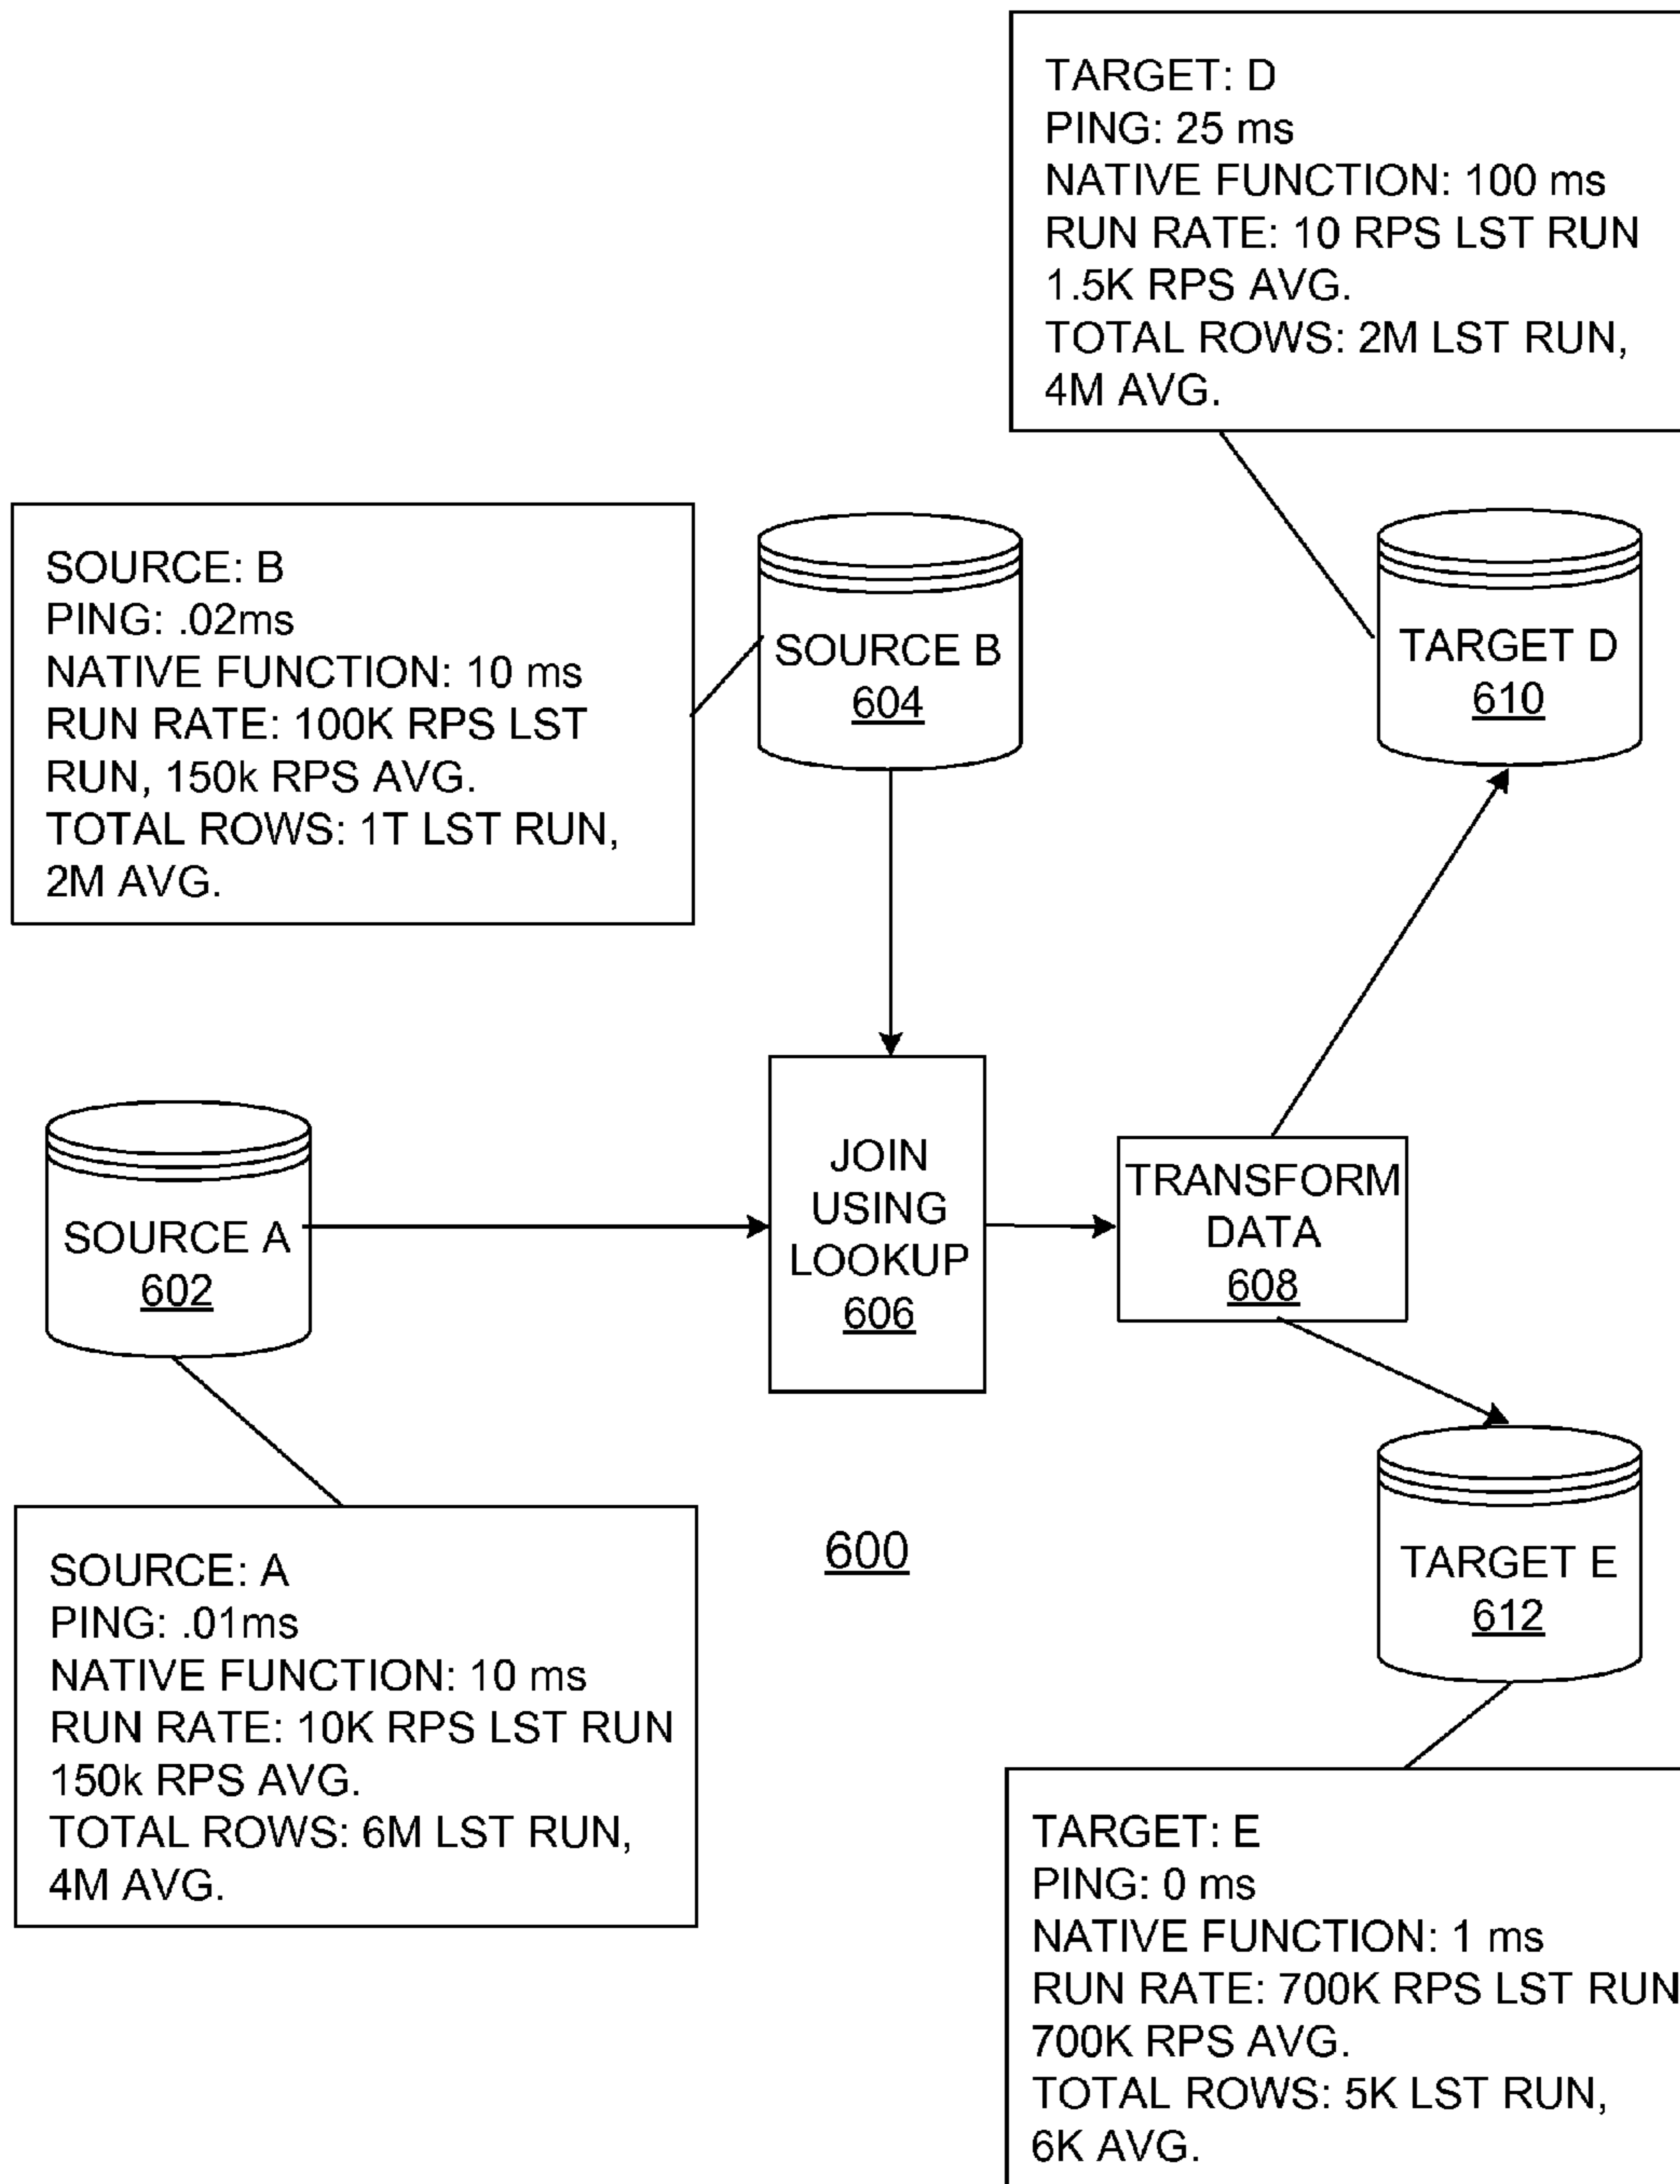 TARGET: D
PING: 25 ms
NATIVE FUNCTION: 100 ms
RUN RATE: 10 RPS LST RUN
1.5K RPS AVG.
TOTAL ROWS: 2M LST RUN,
4M AVG.
SOURCE: B
PING: .02ms
NATIVE FUNCTION: 10 ms
RUN RATE: 100K RPS LST
RUN, 150k RPS AVG.
TOTAL ROWS: 1T LST RUN,
2M AVG.
SOURCE B
604
TARGET D
610
SOURCE A
602
JOIN
USING
LOOKUP
606
TRANSFORM
DATA
608
600
TARGET E
612
SOURCE: A
PING: .01ms
NATIVE FUNCTION: 10 ms
RUN RATE: 10K RPS LST RUN
150k RPS AVG.
TOTAL ROWS: 6M LST RUN,
4M AVG.
TARGET: E
PING: 0 ms
NATIVE FUNCTION: 1 ms
RUN RATE: 700K RPS LST RUN
700K RPS AVG.
TOTAL ROWS: 5K LST RUN,
6K AVG.